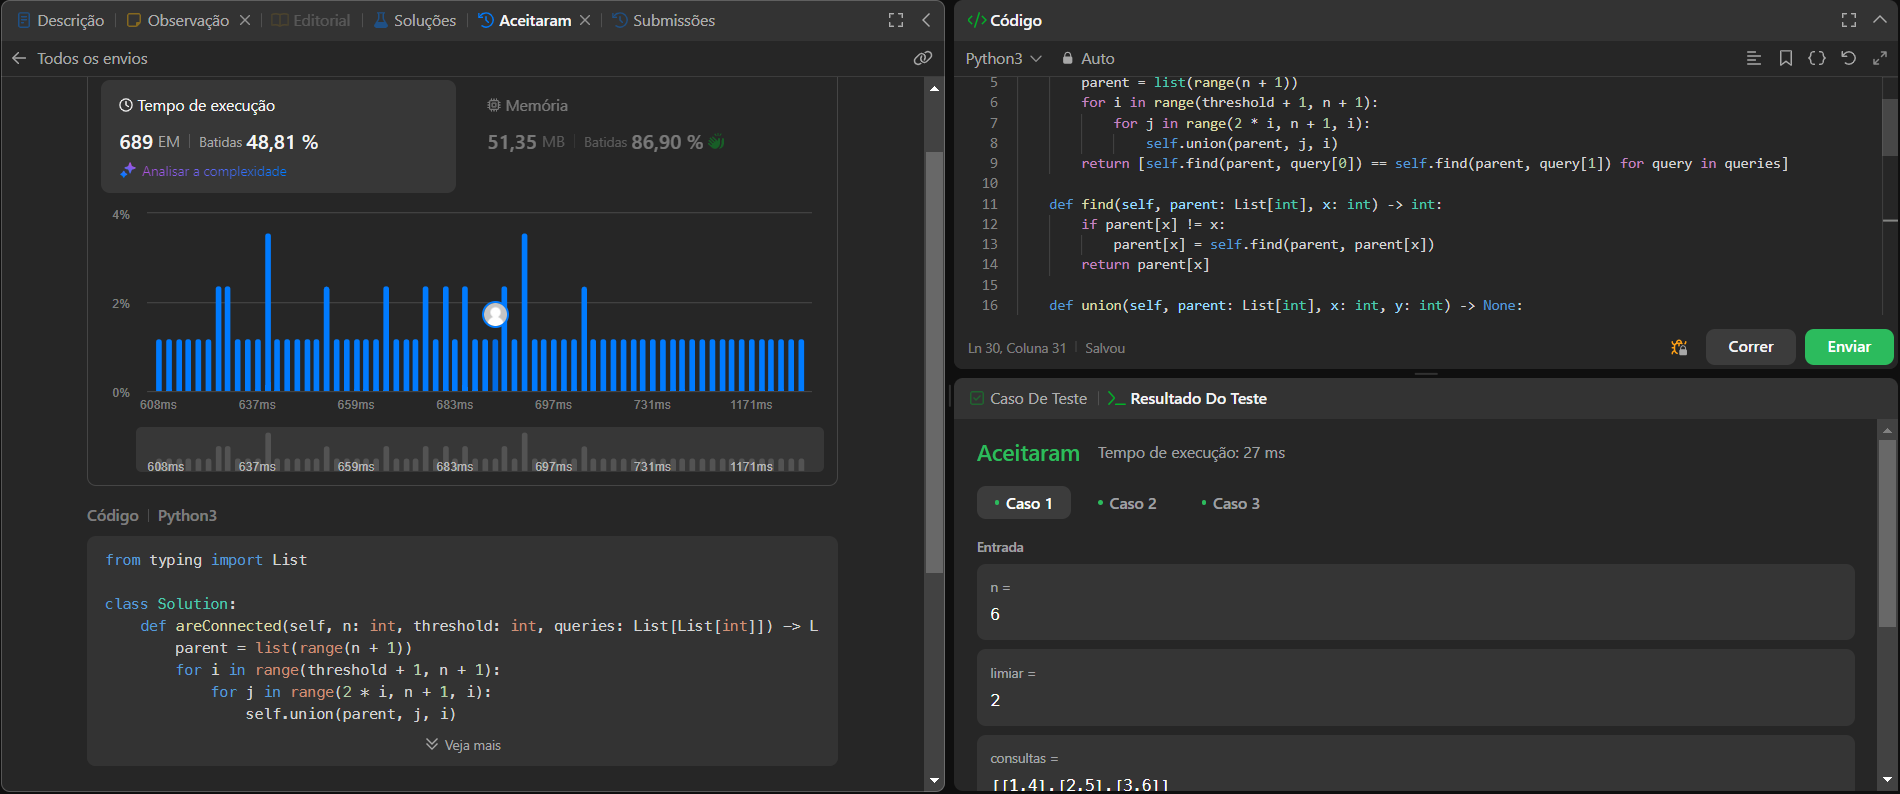 Descrição
Observação
Editorial
Soluções
Aceitaram
Submissões
Todos os envios
Tempo de execução
689 EM
Batidas 48,81 %
Analisar a complexidade
Memória
51,35 MB
Batidas 86,90 %
4%
2%
0%
608ms 637ms 659ms 683ms 697ms 731ms 1171ms
608ms 637ms 659ms 683ms 697ms 731ms 1171ms
Código
Python3
from typing import List
class Solution:
def areConnected(self, n: int, threshold: int, queries: List[List[int]]) -> L
parent = list(range(n + 1))
for i in range(threshold + 1, n + 1):
for j in range(2 * i, n + 1, i):
self.union(parent, j, i)
Veja mais
</> Código
Python3
Auto
5 parent = list(range(n + 1))
6 for i in range(threshold + 1, n + 1):
7 for j in range(2 * i, n + 1, i):
8 self.union(parent, j, i)
9 return [self.find(parent, query[0]) == self.find(parent, query[1]) for query in queries]
10
11 def find(self, parent: List[int], x: int) -> int:
12 if parent[x] != x:
13 parent[x] = self.find(parent, parent[x])
14 return parent[x]
15
16 def union(self, parent: List[int], x: int, y: int) -> None:
Ln 30, Coluna 31
Salvou
Correr
Enviar
Caso De Teste
Resultado Do Teste
Aceitaram
Tempo de execução: 27 ms
Caso 1
Caso 2
Caso 3
Entrada
n =
6
limiar =
2
consultas =
[[1,4],[2,5],[3,6]]